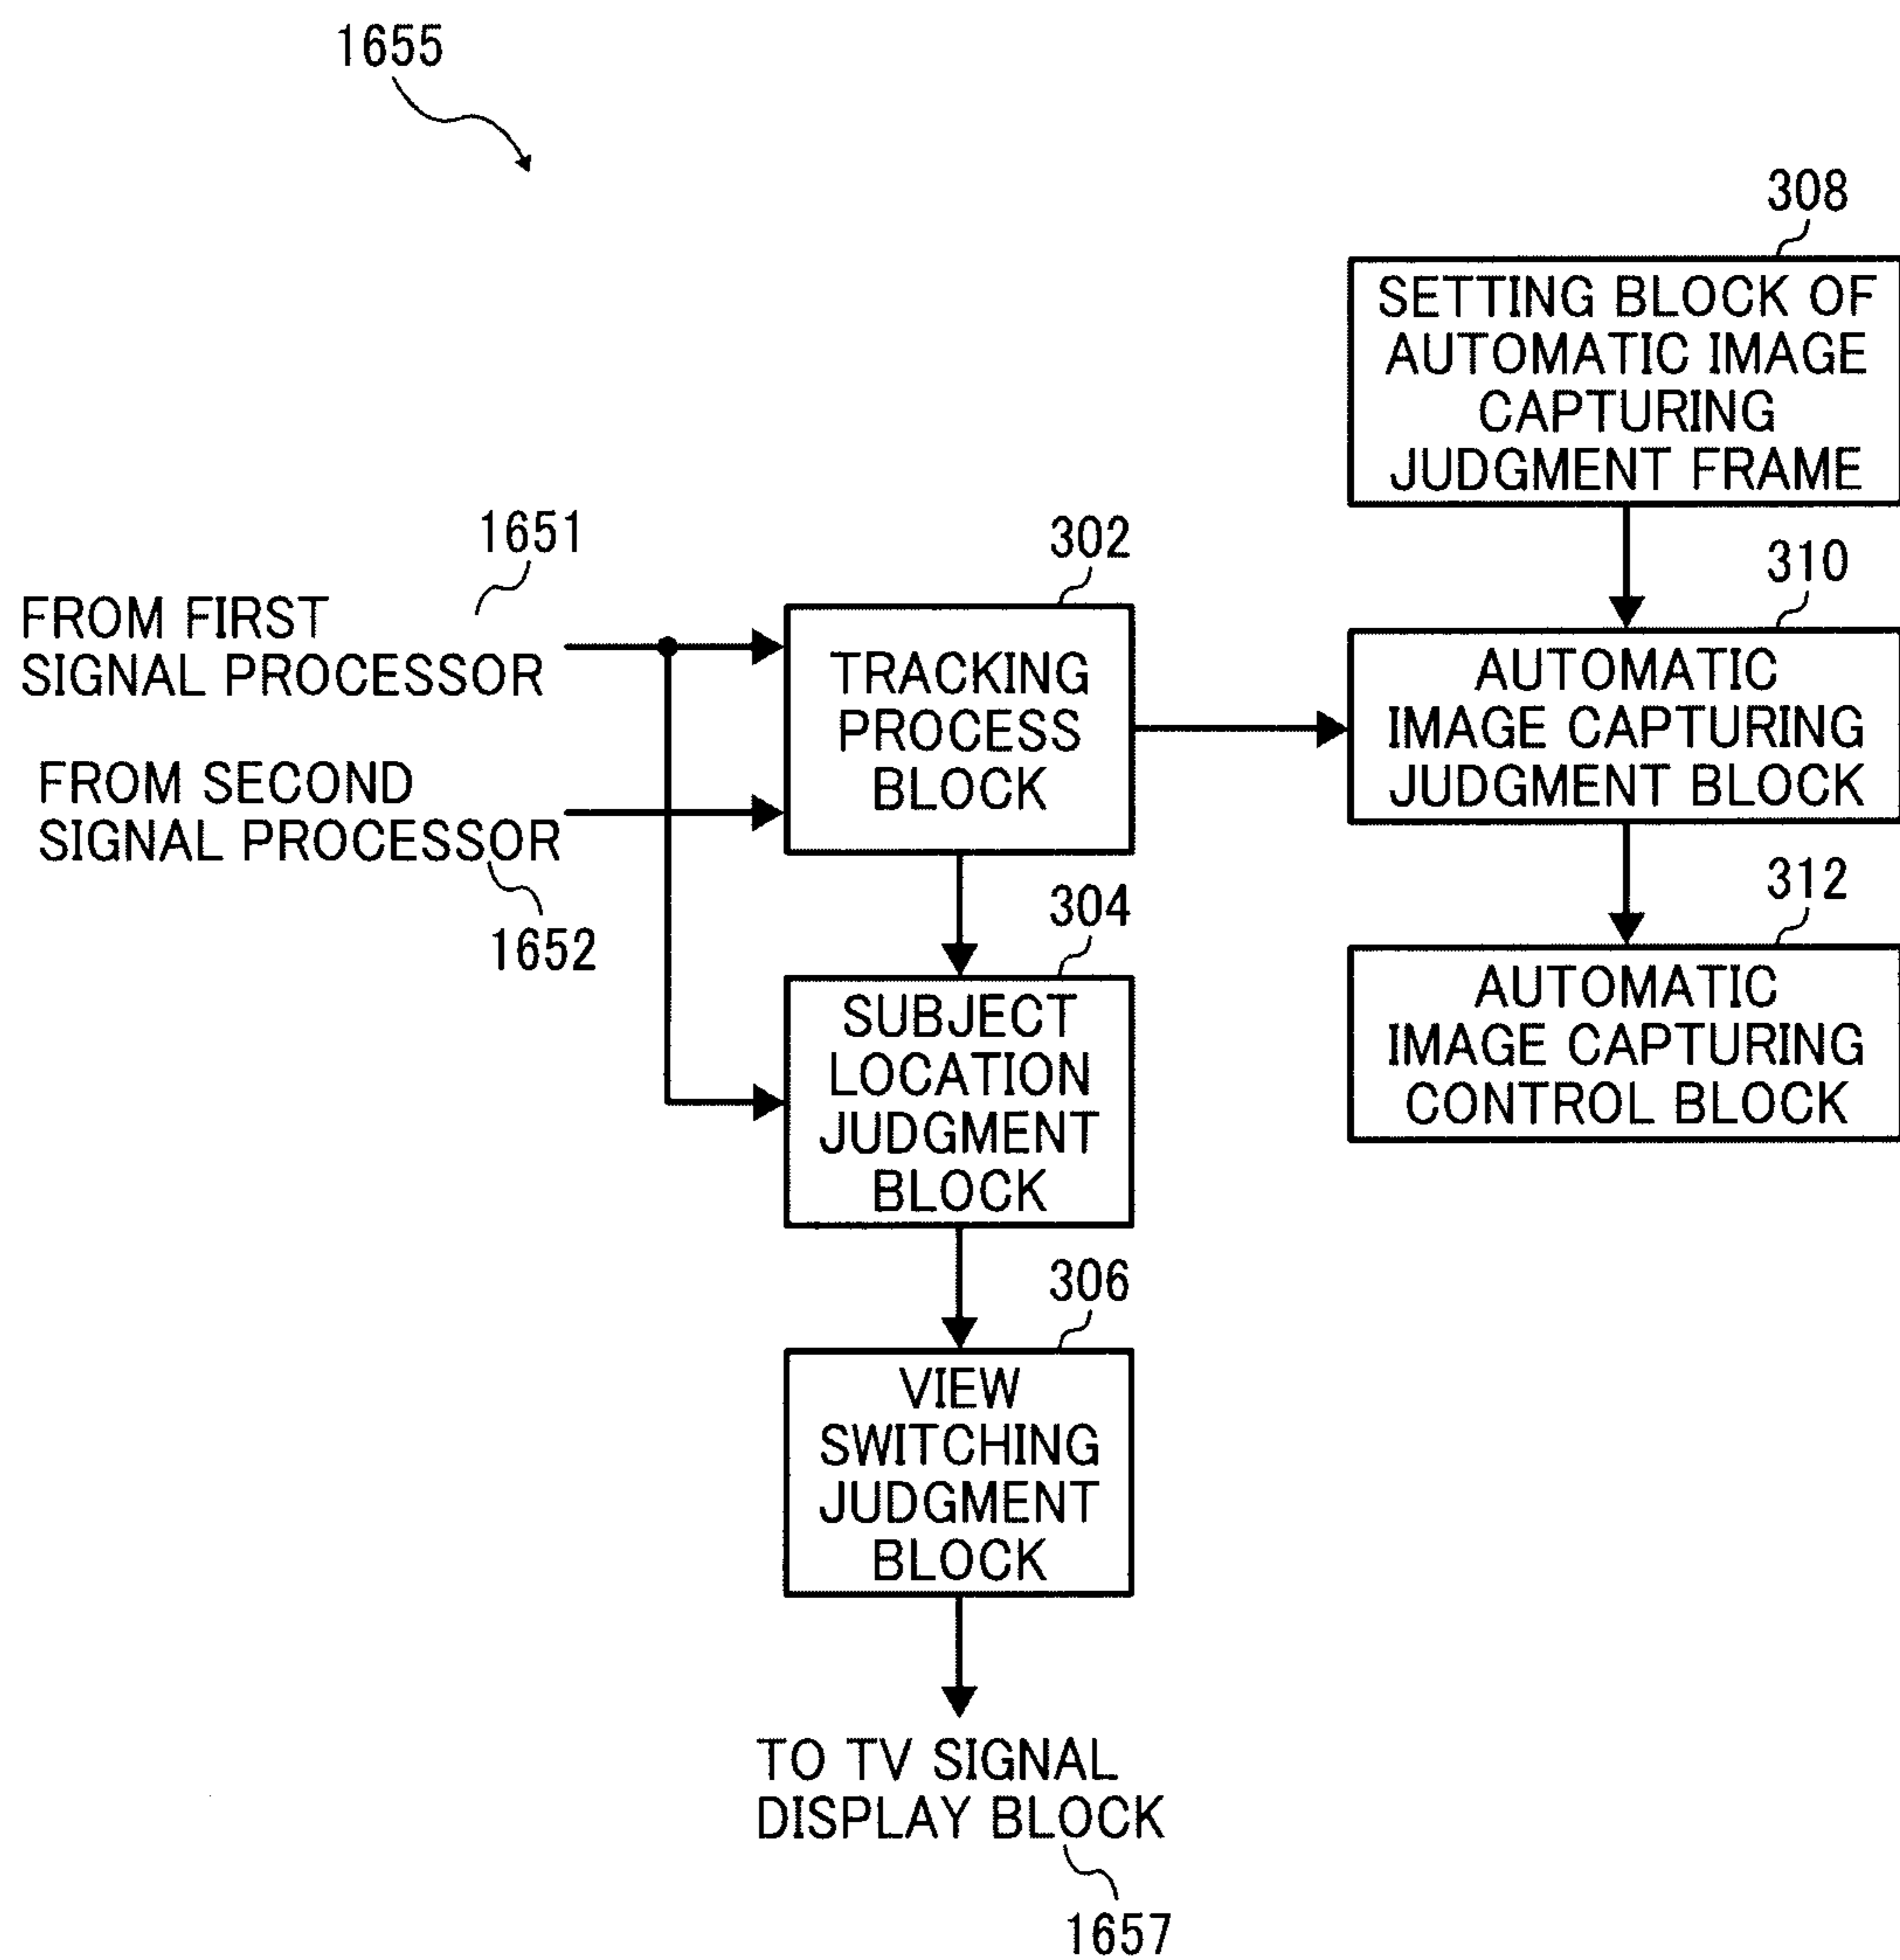 1655
308
SETTING BLOCK OF
AUTOMATIC IMAGE
CAPTURING
JUDGMENT FRAME
1651
FROM FIRST
SIGNAL PROCESSOR
FROM SECOND
SIGNAL PROCESSOR
1652
302
TRACKING
PROCESS
BLOCK
310
AUTOMATIC
IMAGE CAPTURING
JUDGMENT BLOCK
304
SUBJECT
LOCATION
JUDGMENT
BLOCK
312
AUTOMATIC
IMAGE CAPTURING
CONTROL BLOCK
306
VIEW
SWITCHING
JUDGMENT
BLOCK
TO TV SIGNAL
DISPLAY BLOCK
1657